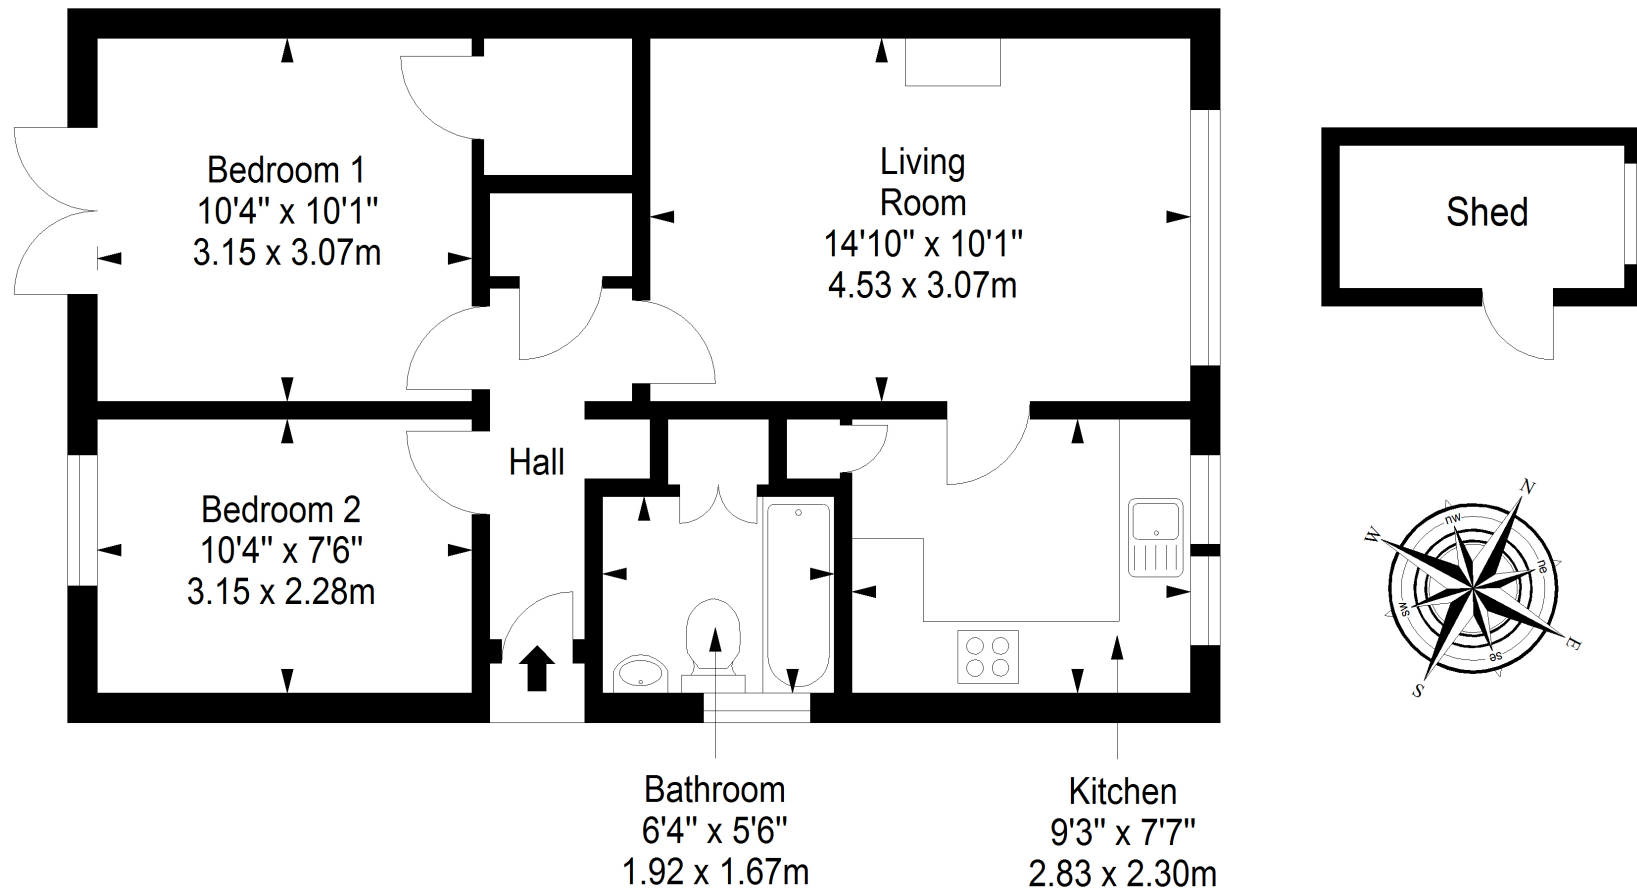 Bedroom 1
10'4" x 10'1"
3.15 x 3.07m
Living
Room
14'10" x 10'1"
4.53 x 3.07m
Shed
Hall
Bedroom 2
10'4" x 7'6"
3.15 x 2.28m
N
nw
W
ne
sw
E
se
S
Bathroom
6'4" x 5'6"
1.92 x 1.67m
Kitchen
9'3" x 7'7"
2.83 x 2.30m